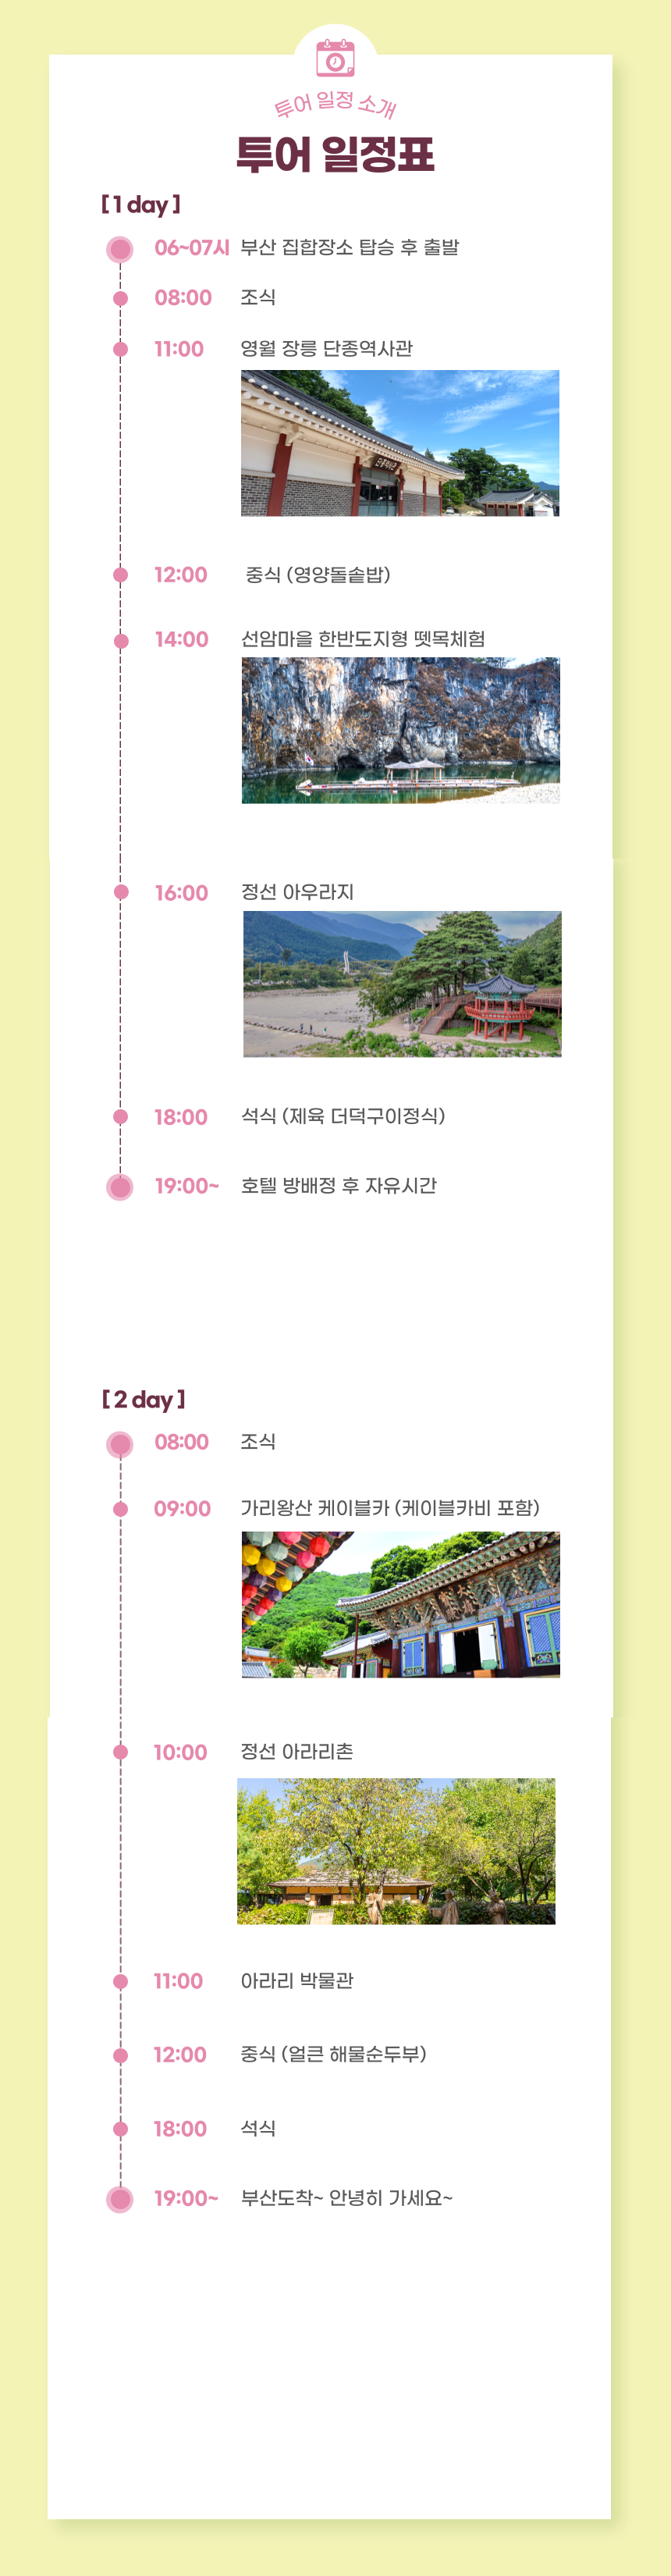 투어 일정 소개
투어 일정표
[ 1 day ]
06~07시 부산 집합장소 탑승 후 출발
08:00 조식
11:00 영월 장릉 단종역사관
단종역사관
12:00 중식 (영양돌솥밥)
14:00 선암마을 한반도지형 뗏목체험
16:00 정선 아우라지
18:00 석식 (제육 더덕구이정식)
19:00~ 호텔 방배정 후 자유시간
[ 2 day ]
08:00 조식
09:00 가리왕산 케이블카 (케이블카비 포함)
10:00 정선 아라리촌
11:00 아라리 박물관
12:00 중식 (얼큰 해물순두부)
18:00 석식
19:00~ 부산도착~ 안녕히 가세요~